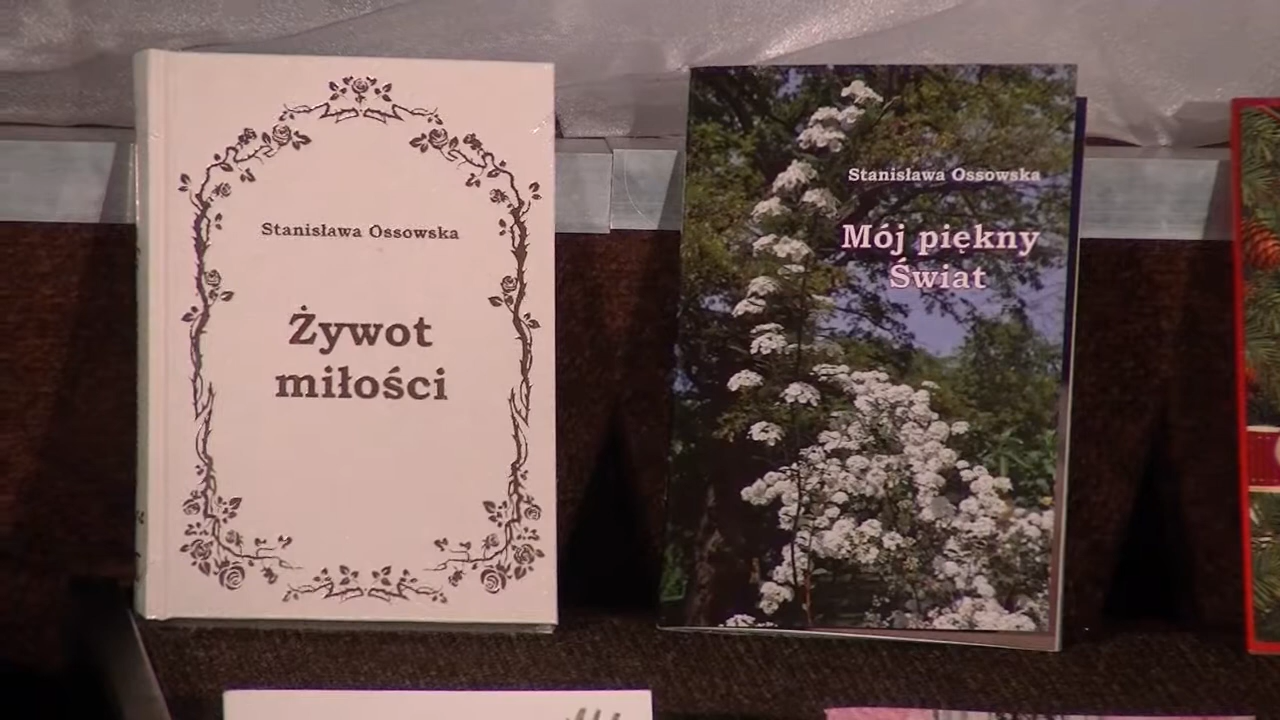 Stanisława Ossowska
Żywot
miłości
Stanisława Ossowska
Mój piękny
Świat